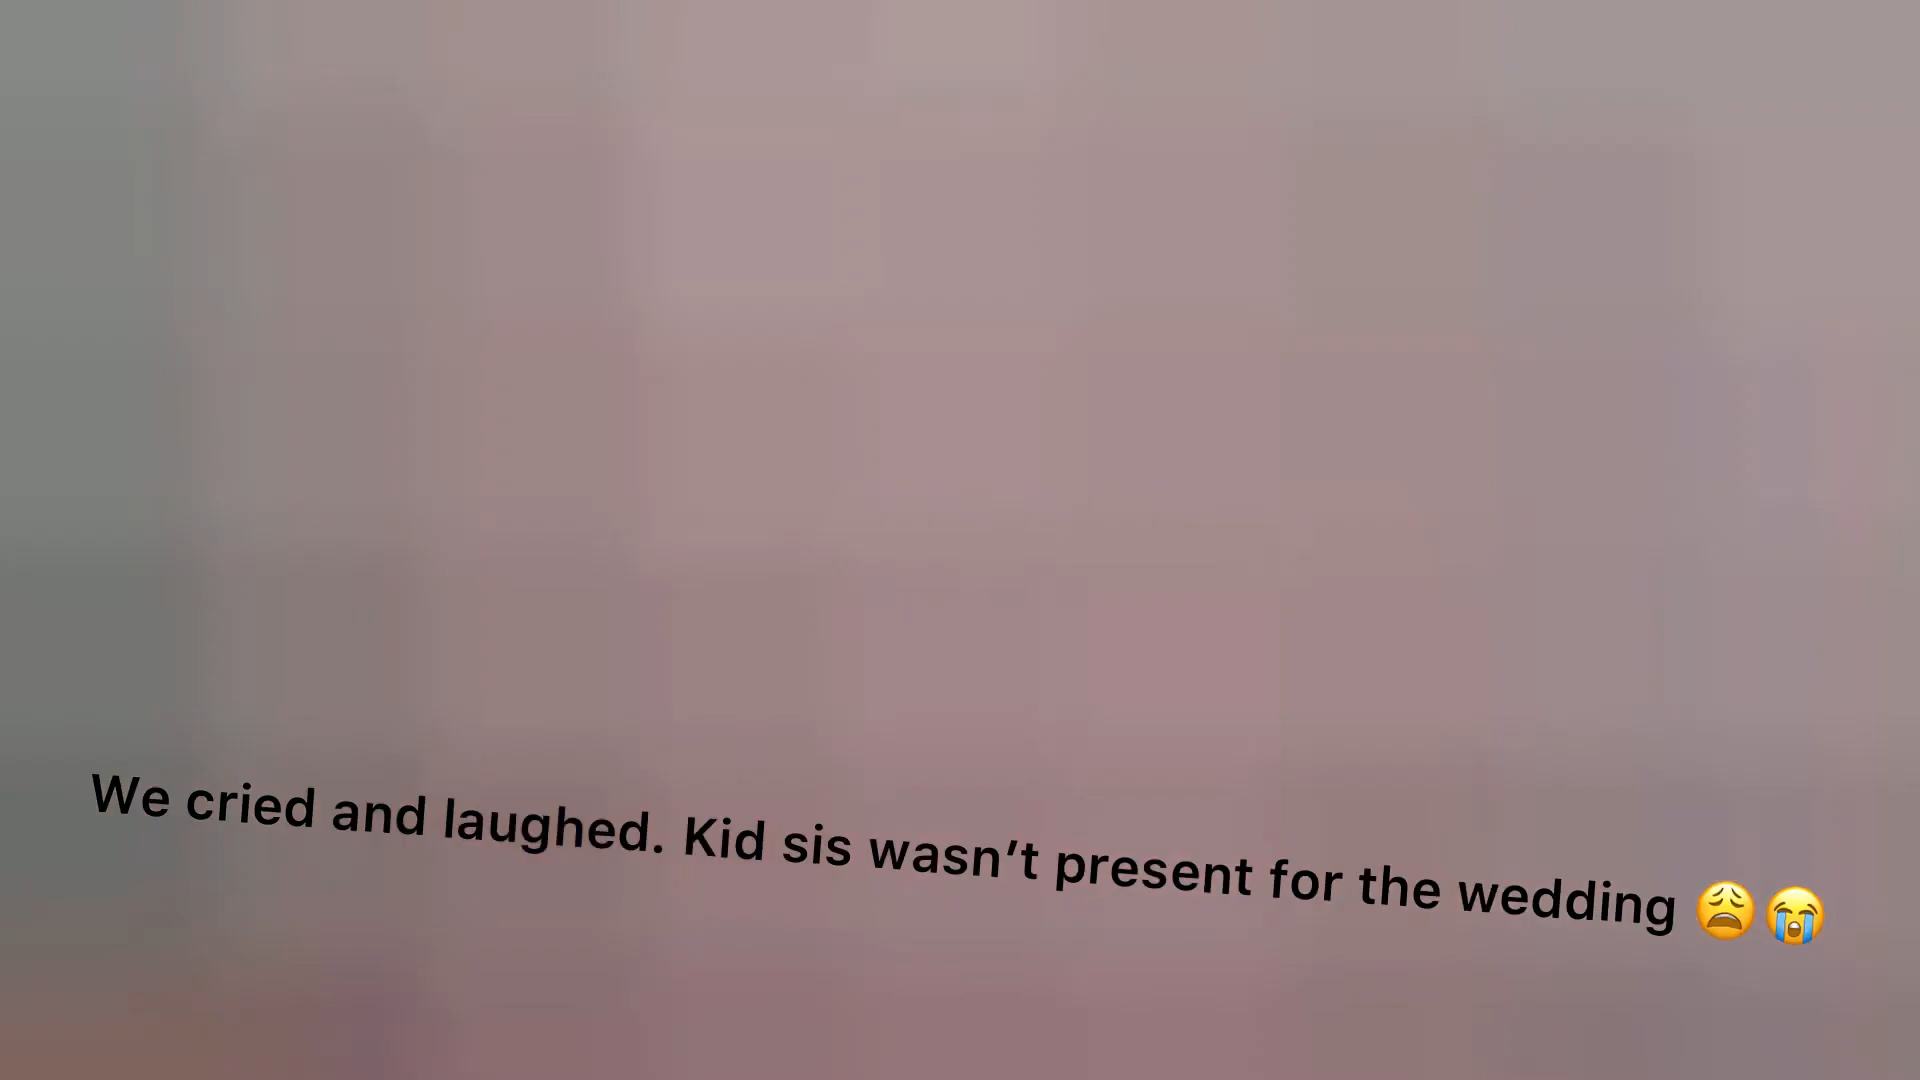 We cried and laughed. Kid sis wasn’t present for the wedding 😩😭